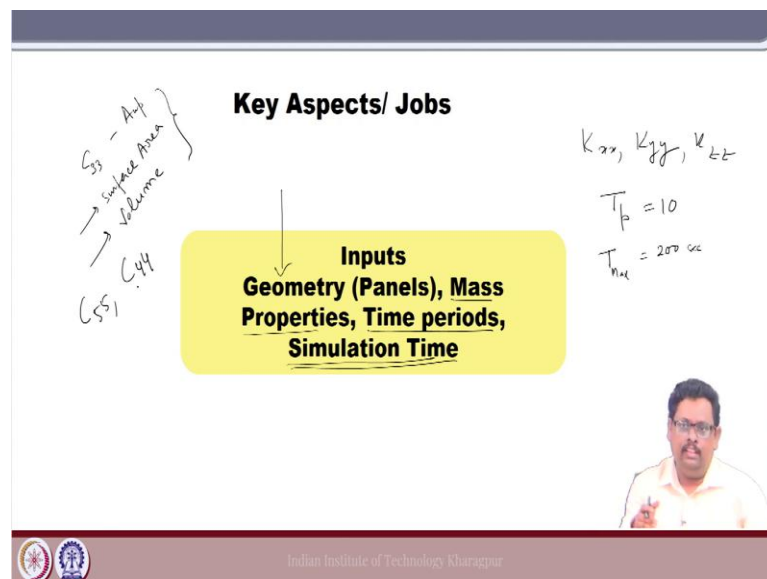 Key Aspects/ Jobs
C33 - Awp
→ Surface Area
→ Volume
C55, C44
Kxx, Kyy, Kzz
Tp = 10
Tmax = 200 sec
Inputs
Geometry (Panels), Mass
Properties, Time periods,
Simulation Time
Indian Institute of Technology Kharagpur